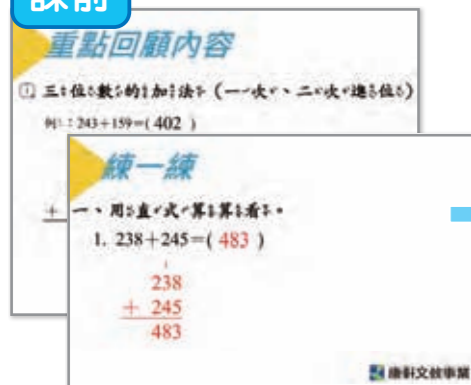 課前
重點回顧內容
① 三位數的加法(一次、二次進位)
例:243+159=( 402 )
+
練一練
一、用直式算算看。
1. 238+245=( 483 )
1
238
+ 245
483
康軒文教事業